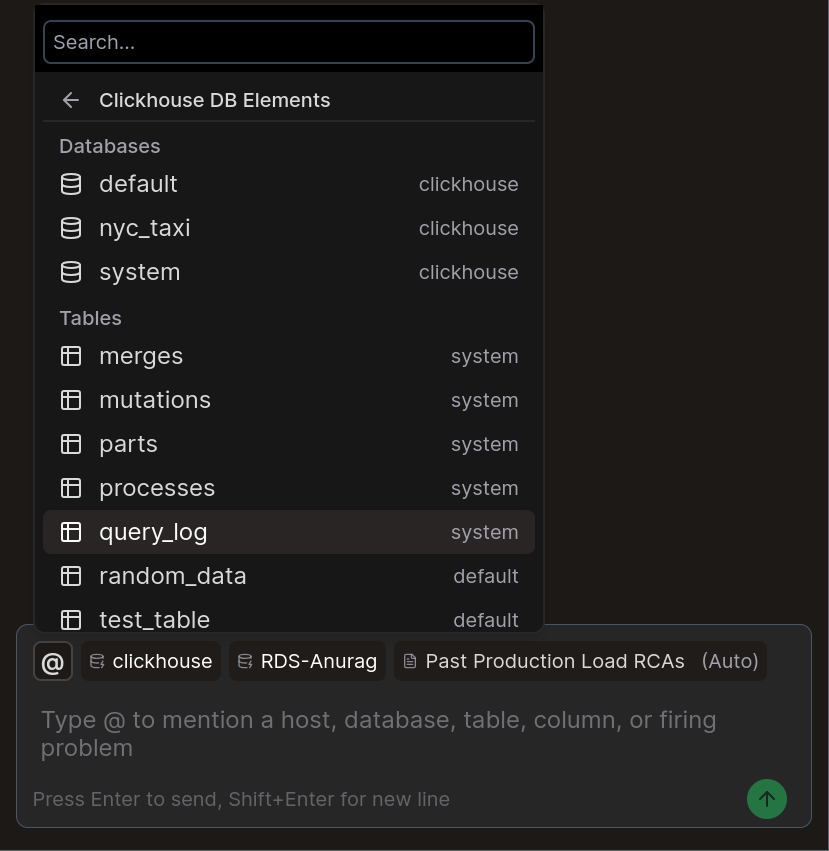 Search...
Clickhouse DB Elements
Databases
default clickhouse
nyc_taxi clickhouse
system clickhouse
Tables
merges system
mutations system
parts system
processes system
query_log system
random_data default
test_table default
@ clickhouse RDS-Anurag Past Production Load RCAs (Auto)
Type @ to mention a host, database, table, column, or firing
problem
Press Enter to send, Shift+Enter for new line